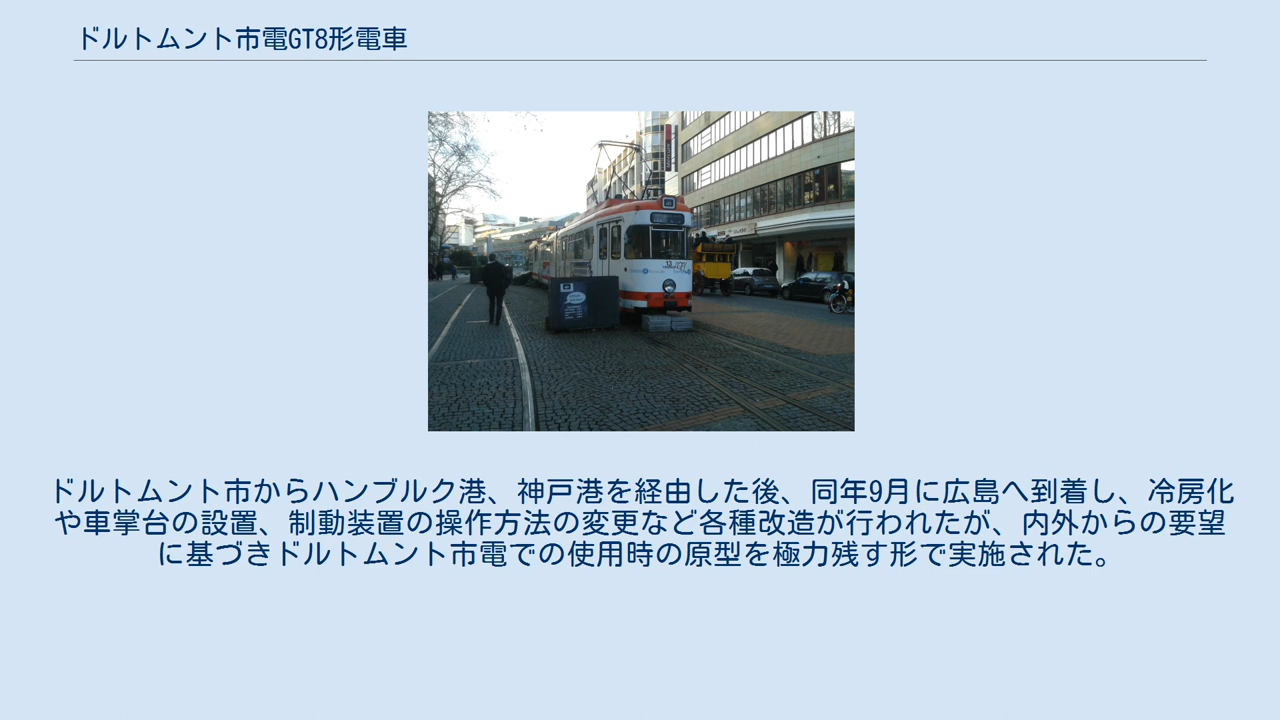 ドルトムント市電GT8形電車
ドルトムント市からハンブルク港、神戸港を経由した後、同年9月に広島へ到着し、冷房化
や車掌台の設置、制動装置の操作方法の変更など各種改造が行われたが、内外からの要望
に基づきドルトムント市電での使用時の原型を極力残す形で実施された。